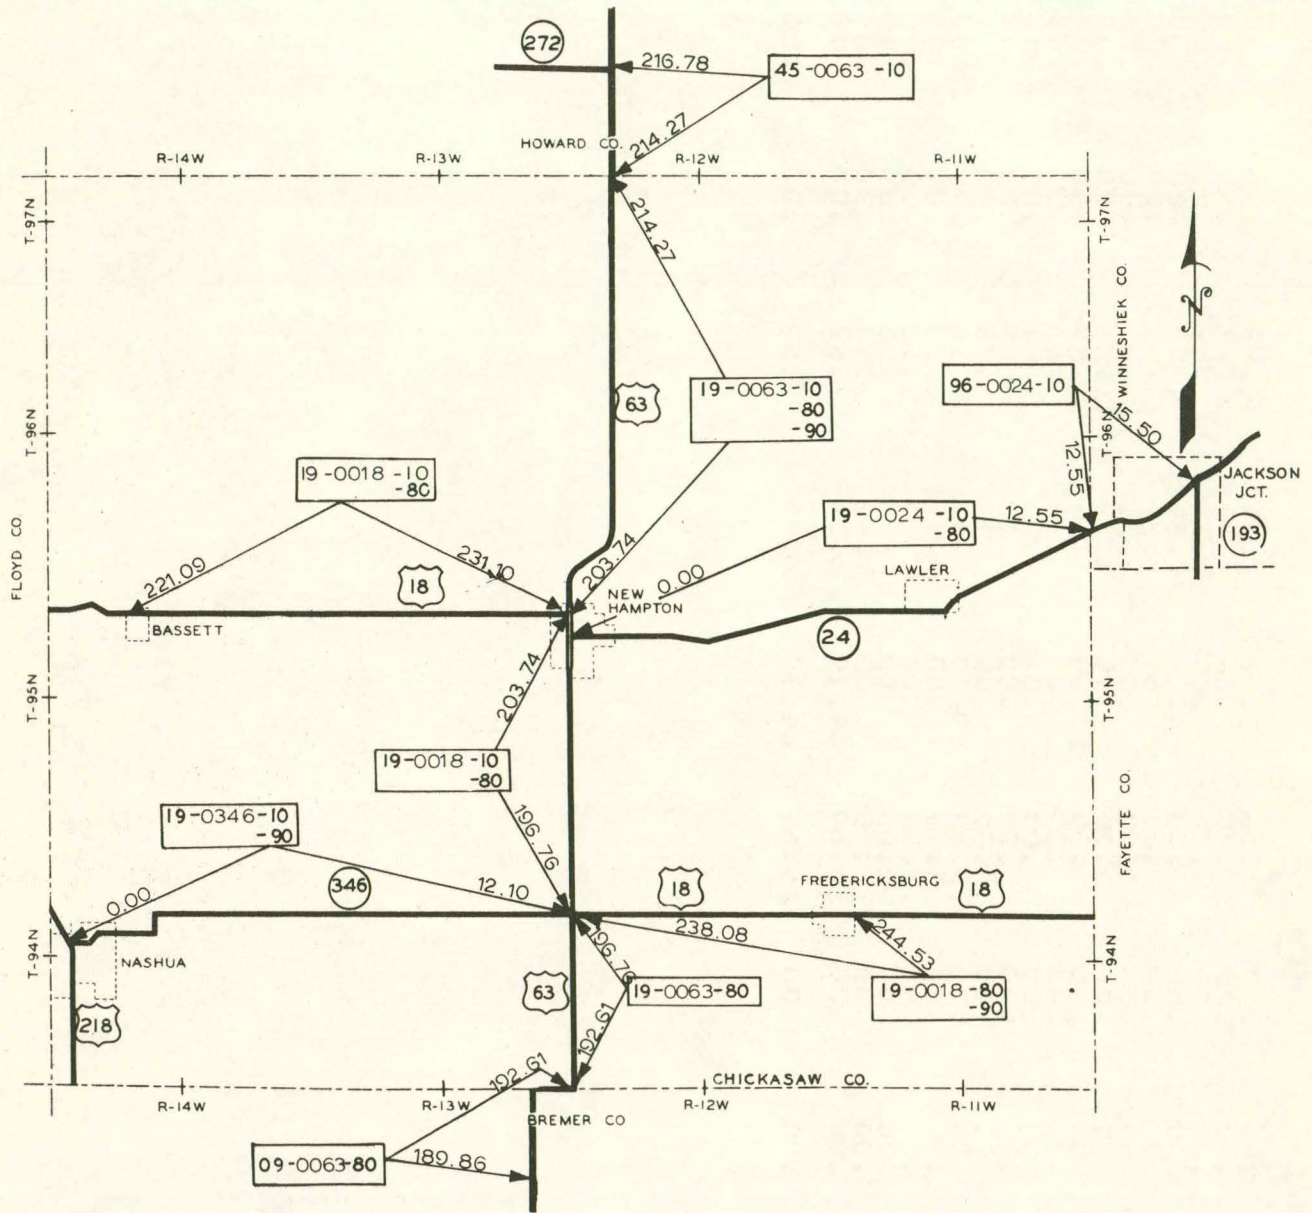 272
216.78
45-0063 -10
214.27
HOWARD CO.
R-14W
R-13W
R-12W
R-11W
T-97N
T-97N
214.27
WINNESHIEK CO.
N
63
19-0063-10
-80
-90
96-0024-10
15.50
T-96N
T-96N
12.55
19-0018 -10
-80
JACKSON
JCT.
193
19-0024 -10
-80
12.55
FLOYD CO.
221.09
231.10
203.74
0.00
18
NEW
HAMPTON
LAWLER
BASSETT
24
203.74
T-95N
T-95N
19-0018 -10
-80
196.76
19-0346-10
-90
FAYETTE CO.
0.00
346
12.10
18
FREDERICKSBURG
18
T-94N
NASHUA
196.76
238.08
244.53
T-94N
218
63
19-0063-80
19-0018 -80
-90
192.61
192.61
CHICKASAW CO.
R-14W
R-13W
R-12W
R-11W
BREMER CO
09-0063-80
189.86